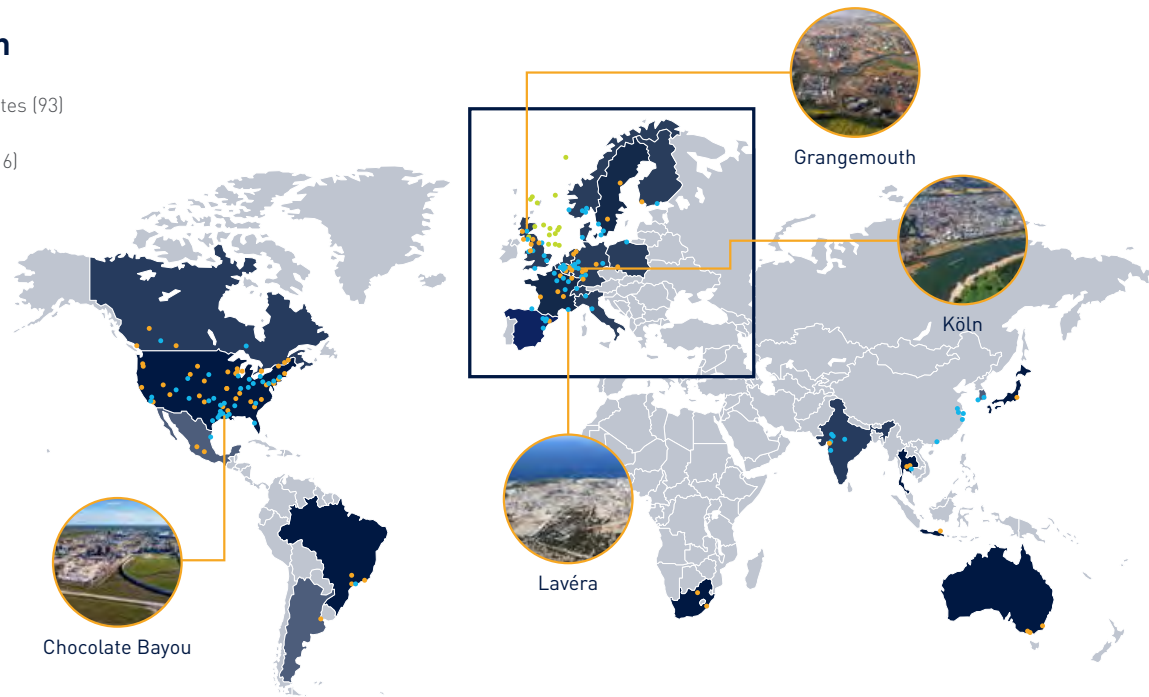 n
tes (93)
6)
Grangemouth
Köln
Lavéra
Chocolate Bayou